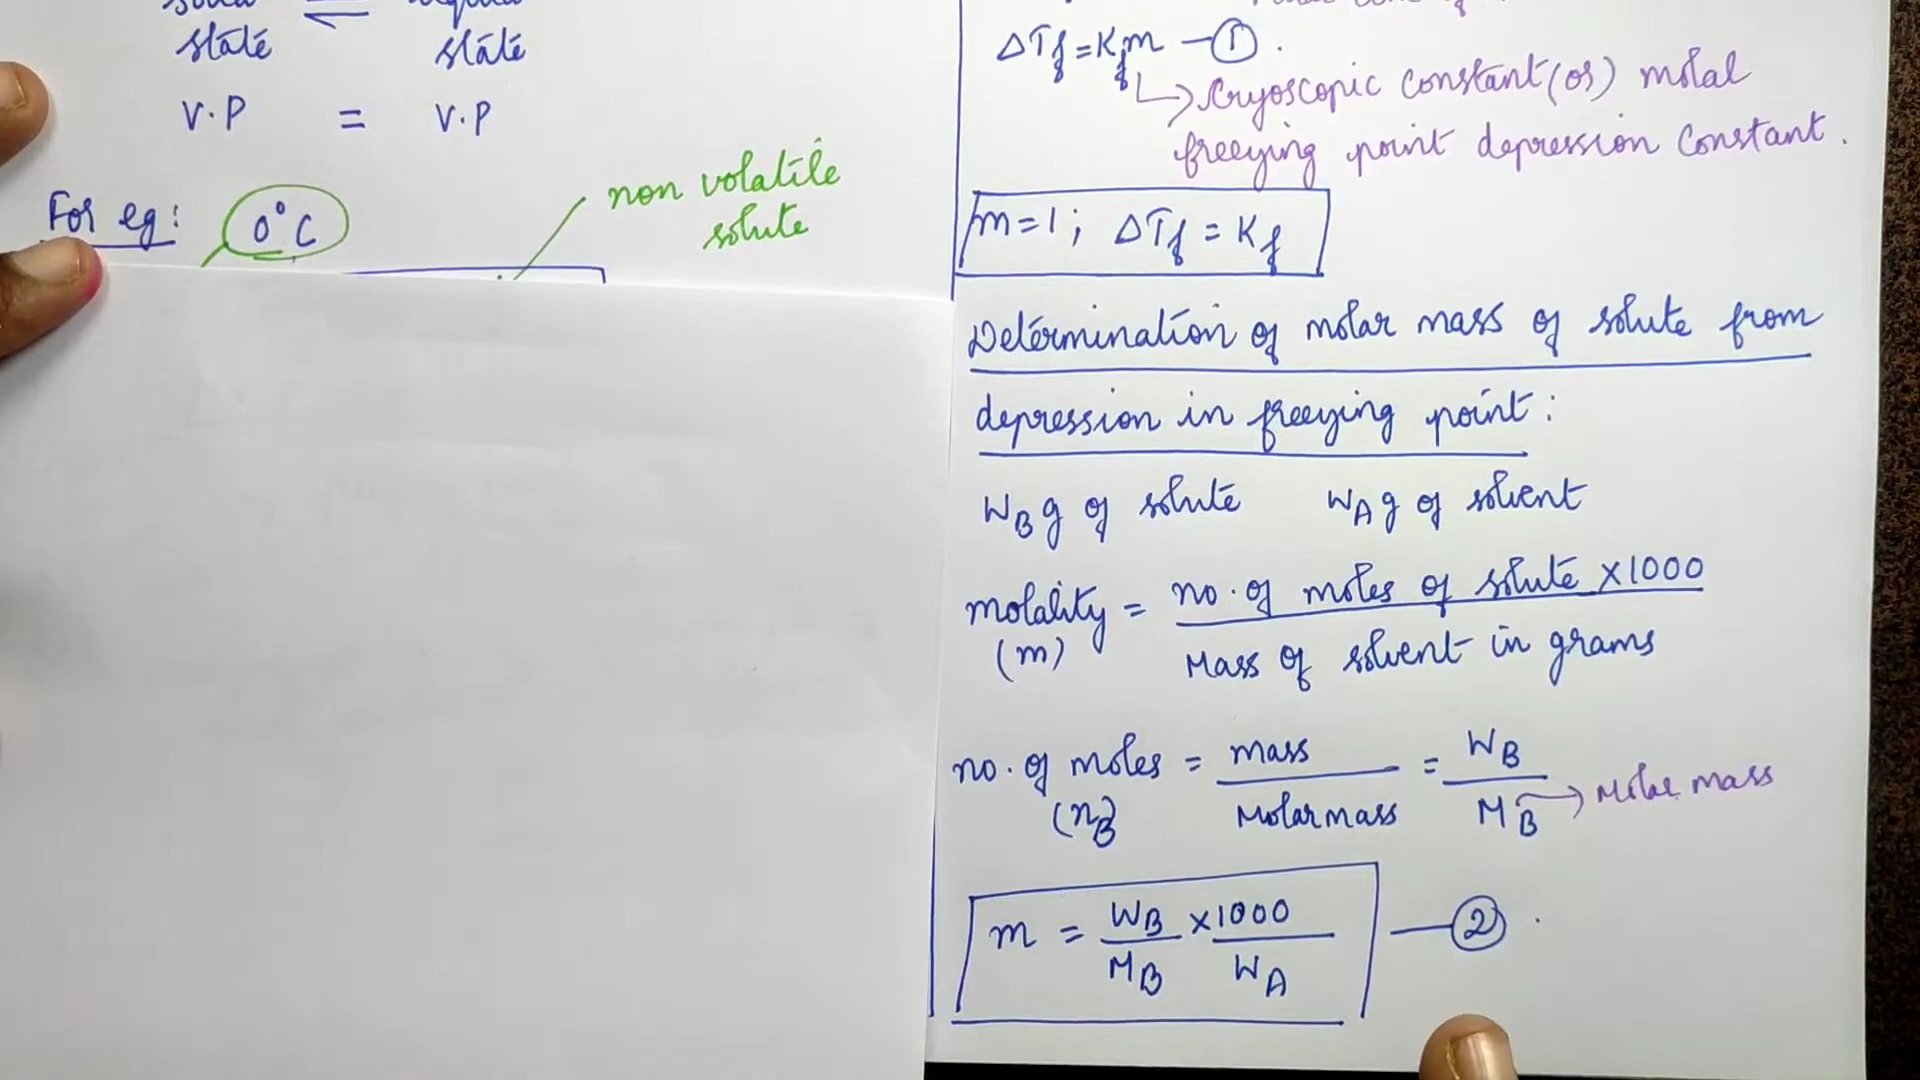 state state
V.P = V.P
For eg: 0°C
non volatile
solute
ΔTf = Kf m — ①.
→ Cryoscopic constant (or) molal
freezing point depression constant.
m = 1 ; ΔTf = Kf
Determination of molar mass of solute from
depression in freezing point:
WB g of solute WA g of solvent
molality = no. of moles of solute × 1000
(m) Mass of solvent in grams
no. of moles = mass = WB
(nB) Molar mass MB → Molar mass
m = WB × 1000 — ②
MB WA